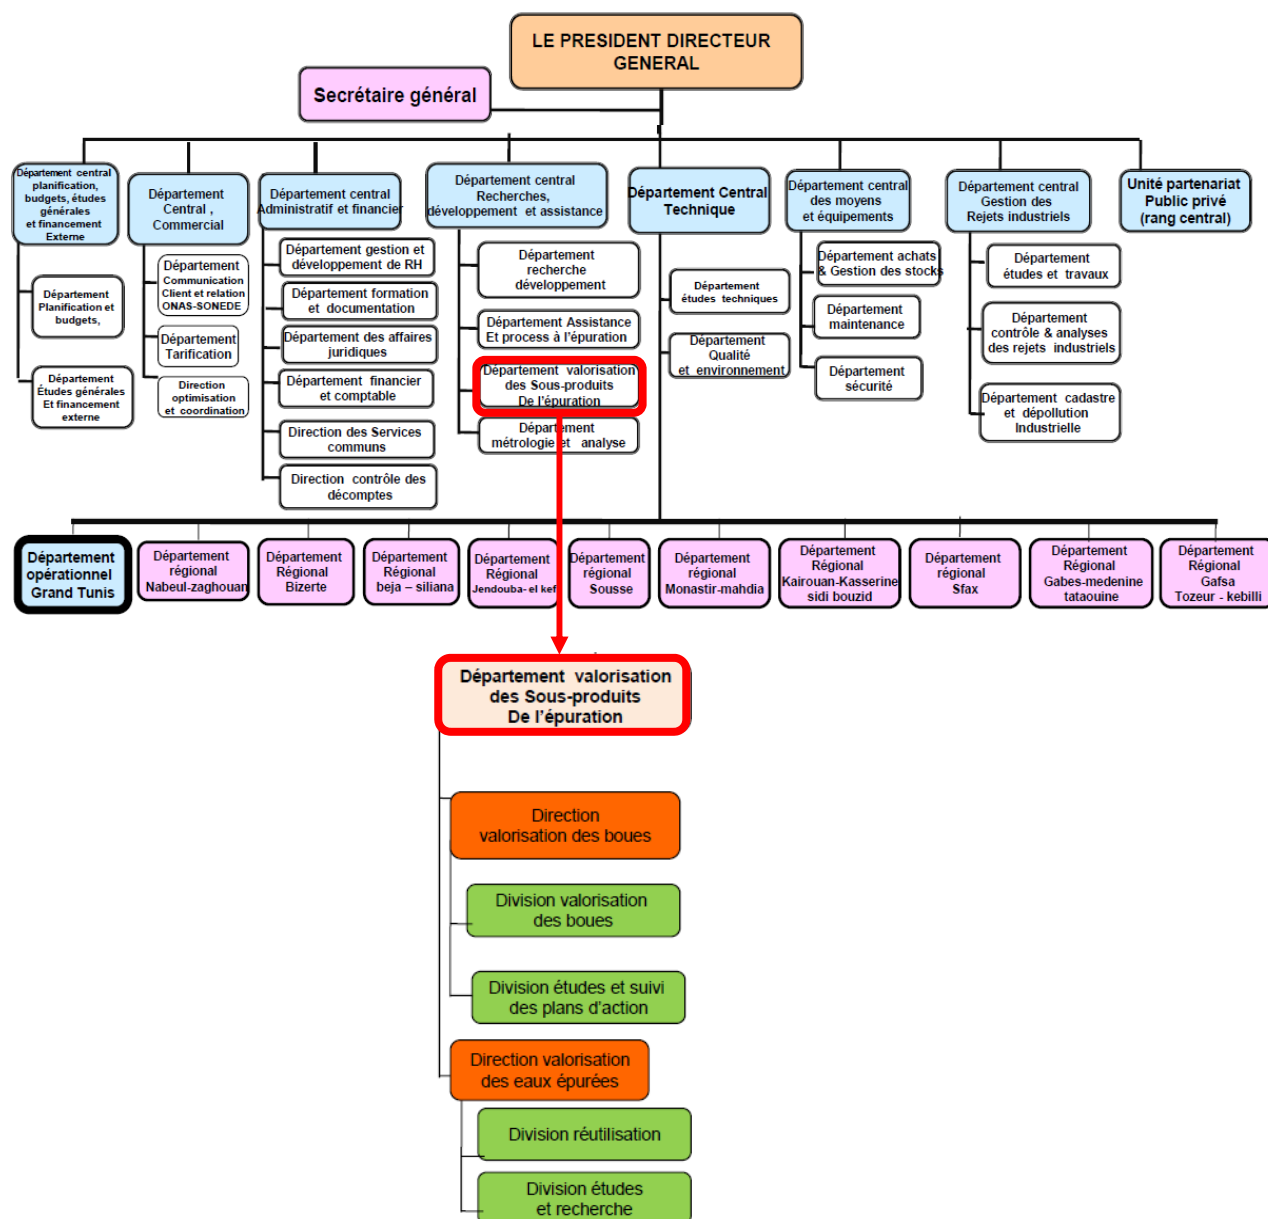 LE PRESIDENT DIRECTEUR
GENERAL
Secrétaire général
Département central
planification,
budgets, études
générales
et financement
Externe
Département
Central ,
Commercial
Département central
Administratif et financier
Département central
Recherches,
développement et assistance
Département Central
Technique
Département central
des moyens
et équipements
Département central
Gestion des
Rejets industriels
Unité partenariat
Public privé
(rang central)
Département
Planification et
budgets,
Département
Études générales
Et financement
externe
Département
Communication
Client et relation
ONAS-SONEDE
Département
Tarification
Direction
optimisation
et coordination
Département gestion et
développement de RH
Département formation
et documentation
Département des affaires
juridiques
Département financier
et comptable
Direction des Services
communs
Direction contrôle des
décomptes
Département
recherche
développement
Département Assistance
Et process à l'épuration
Département valorisation
des Sous-produits
De l'épuration
Département
métrologie et analyse
Département
études techniques
Département
Qualité
et environnement
Département achats
& Gestion des stocks
Département
maintenance
Département
sécurité
Département
études et travaux
Département
contrôle & analyses
des rejets industriels
Département cadastre
et dépollution
Industrielle
Département
opérationnel
Grand Tunis
Département
régional
Nabeul-zaghouan
Département
Régional
Bizerte
Département
Régional
beja – siliana
Département
Régional
Jendouba- el kef
Département
régional
Sousse
Département
régional
Monastir-mahdia
Département
Régional
Kairouan-Kasserine
sidi bouzid
Département
régional
Sfax
Département
Régional
Gabes-medenine
tataouine
Département
Régional
Gafsa
Tozeur - kebilli
Département valorisation
des Sous-produits
De l'épuration
Direction
valorisation des boues
Division valorisation
des boues
Division études et suivi
des plans d'action
Direction valorisation
des eaux épurées
Division réutilisation
Division études
et recherche